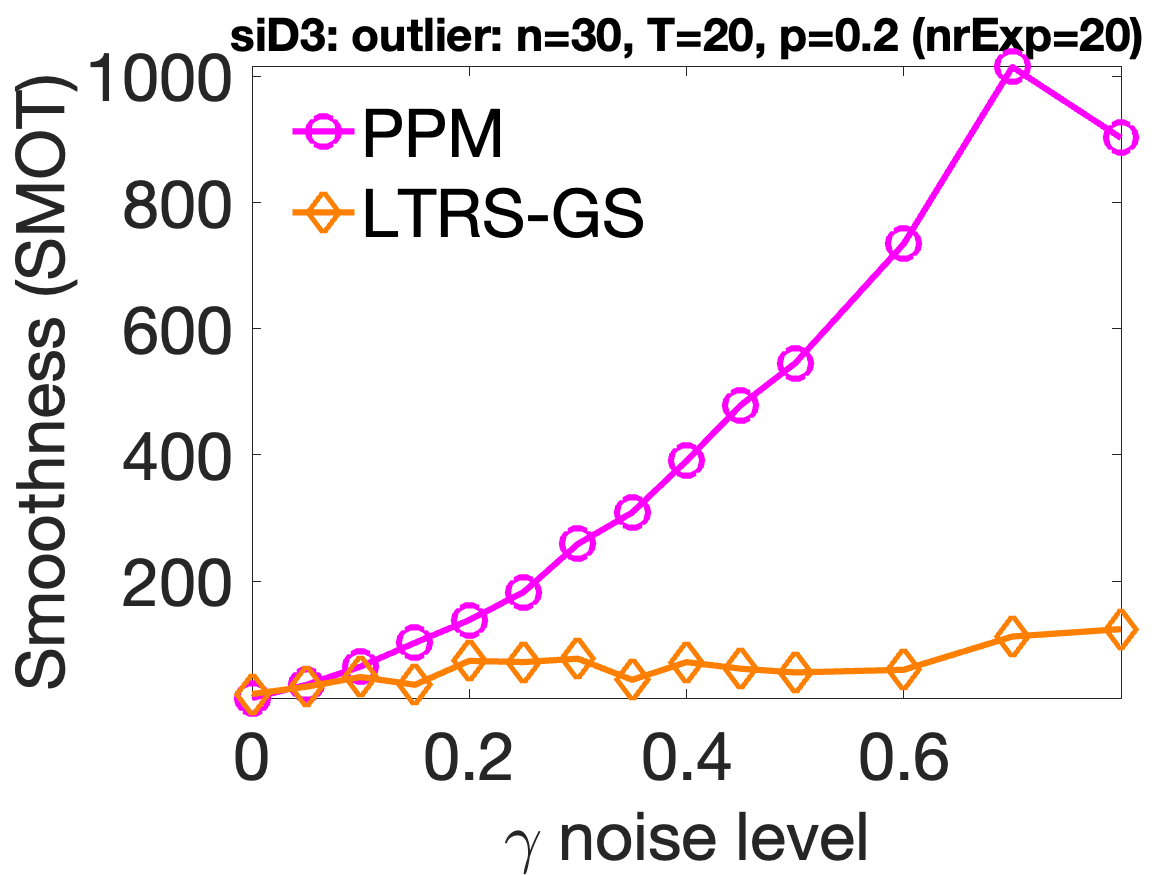 siD3: outlier: n=30, T=20, p=0.2 (nrExp=20)
Smoothness (SMOT)
1000
800
600
400
200
PPM
LTRS-GS
0 0.2 0.4 0.6
γ noise level